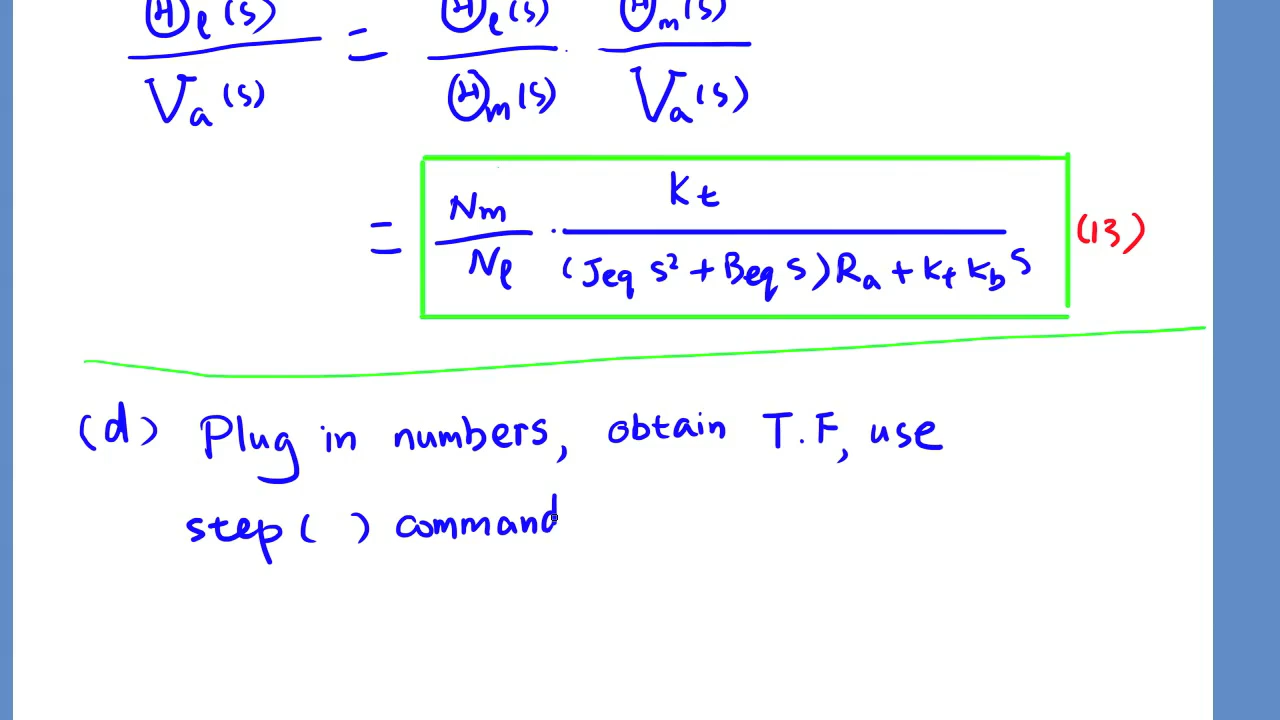 Θℓ(s) / Va(s) = Θℓ(s) / Θm(s) · Θm(s) / Va(s)
= Nm / Nℓ · Kt / (Jeq s² + Beq s) Ra + Kt Kb s (13)
(d) Plug in numbers, obtain T.F, use
step( ) command